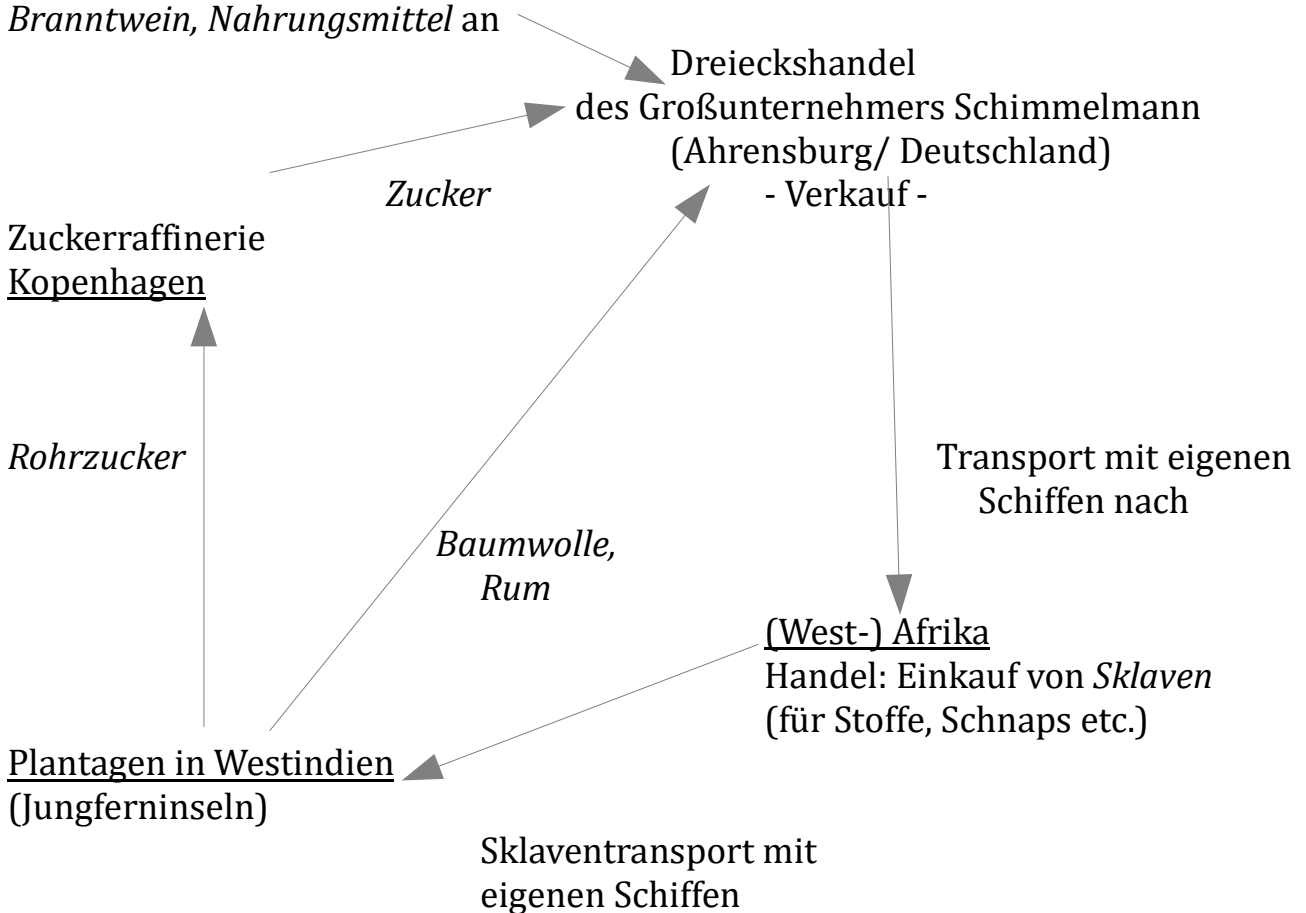 Branntwein, Nahrungsmittel an
Dreieckshandel
des Großunternehmers Schimmelmann
(Ahrensburg/ Deutschland)
- Verkauf -
Zucker
Zuckerraffinerie
Kopenhagen
Rohrzucker
Transport mit eigenen
Schiffen nach
Baumwolle,
Rum
(West-) Afrika
Handel: Einkauf von Sklaven
(für Stoffe, Schnaps etc.)
Plantagen in Westindien
(Jungferninseln)
Sklaventransport mit
eigenen Schiffen